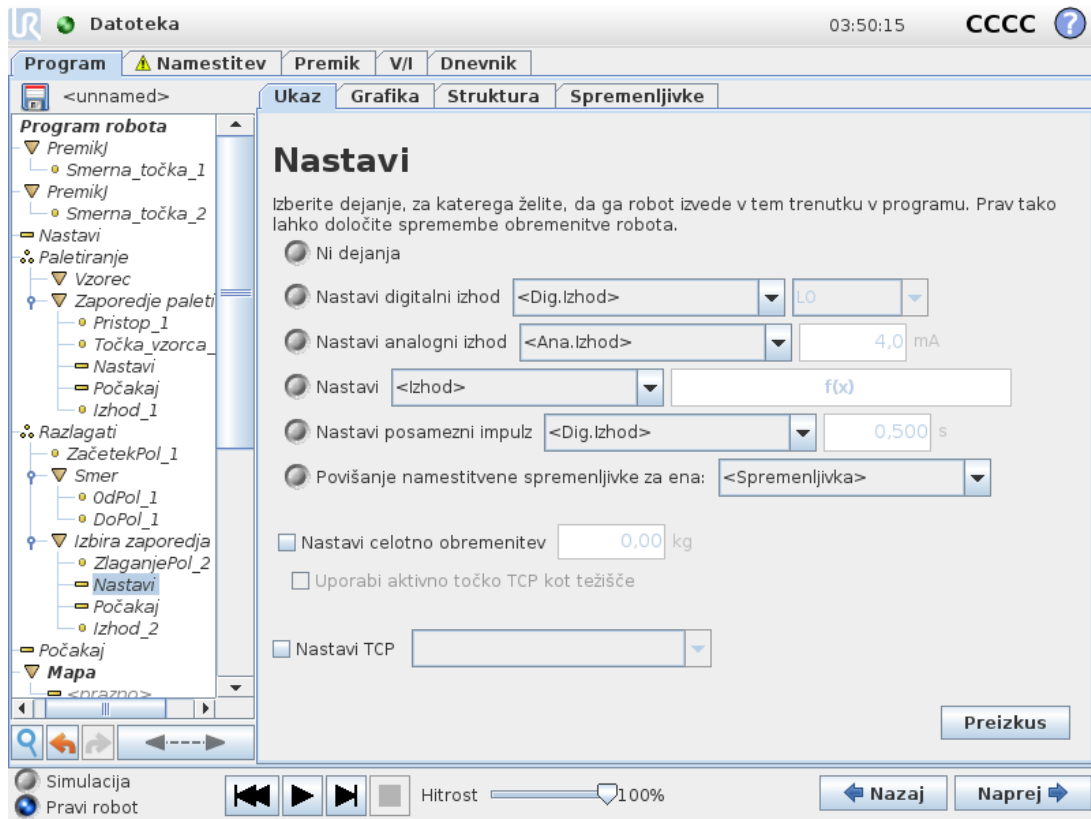 UR Datoteka 03:50:15 CCCC ?
Program Namestitev Premik V/I Dnevnik
<unnamed>
Ukaz Grafika Struktura Spremenljivke
Program robota
PremikJ
Smerna_točka_1
PremikJ
Smerna_točka_2
Nastavi
Paletiranje
Vzorec
Zaporedje paleti
Pristop_1
Točka_vzorca_
Nastavi
Počakaj
Izhod_1
Razlagati
ZačetekPol_1
Smer
OdPol_1
DoPol_1
Izbira zaporedja
ZlaganjePol_2
Nastavi
Počakaj
Izhod_2
Počakaj
Mapa
<prazno>
Nastavi
Izberite dejanje, za katerega želite, da ga robot izvede v tem trenutku v programu. Prav tako
lahko določite spremembe obremenitve robota.
Ni dejanja
Nastavi digitalni izhod <Dig.Izhod> LO
Nastavi analogni izhod <Ana.Izhod> 4,0 mA
Nastavi <Izhod> f(x)
Nastavi posamezni impulz <Dig.Izhod> 0,500 s
Povišanje namestitvene spremenljivke za ena: <Spremenljivka>
Nastavi celotno obremenitev 0,00 kg
Uporabi aktivno točko TCP kot težišče
Nastavi TCP
Preizkus
Simulacija
Pravi robot
Hitrost 100%
Nazaj Naprej